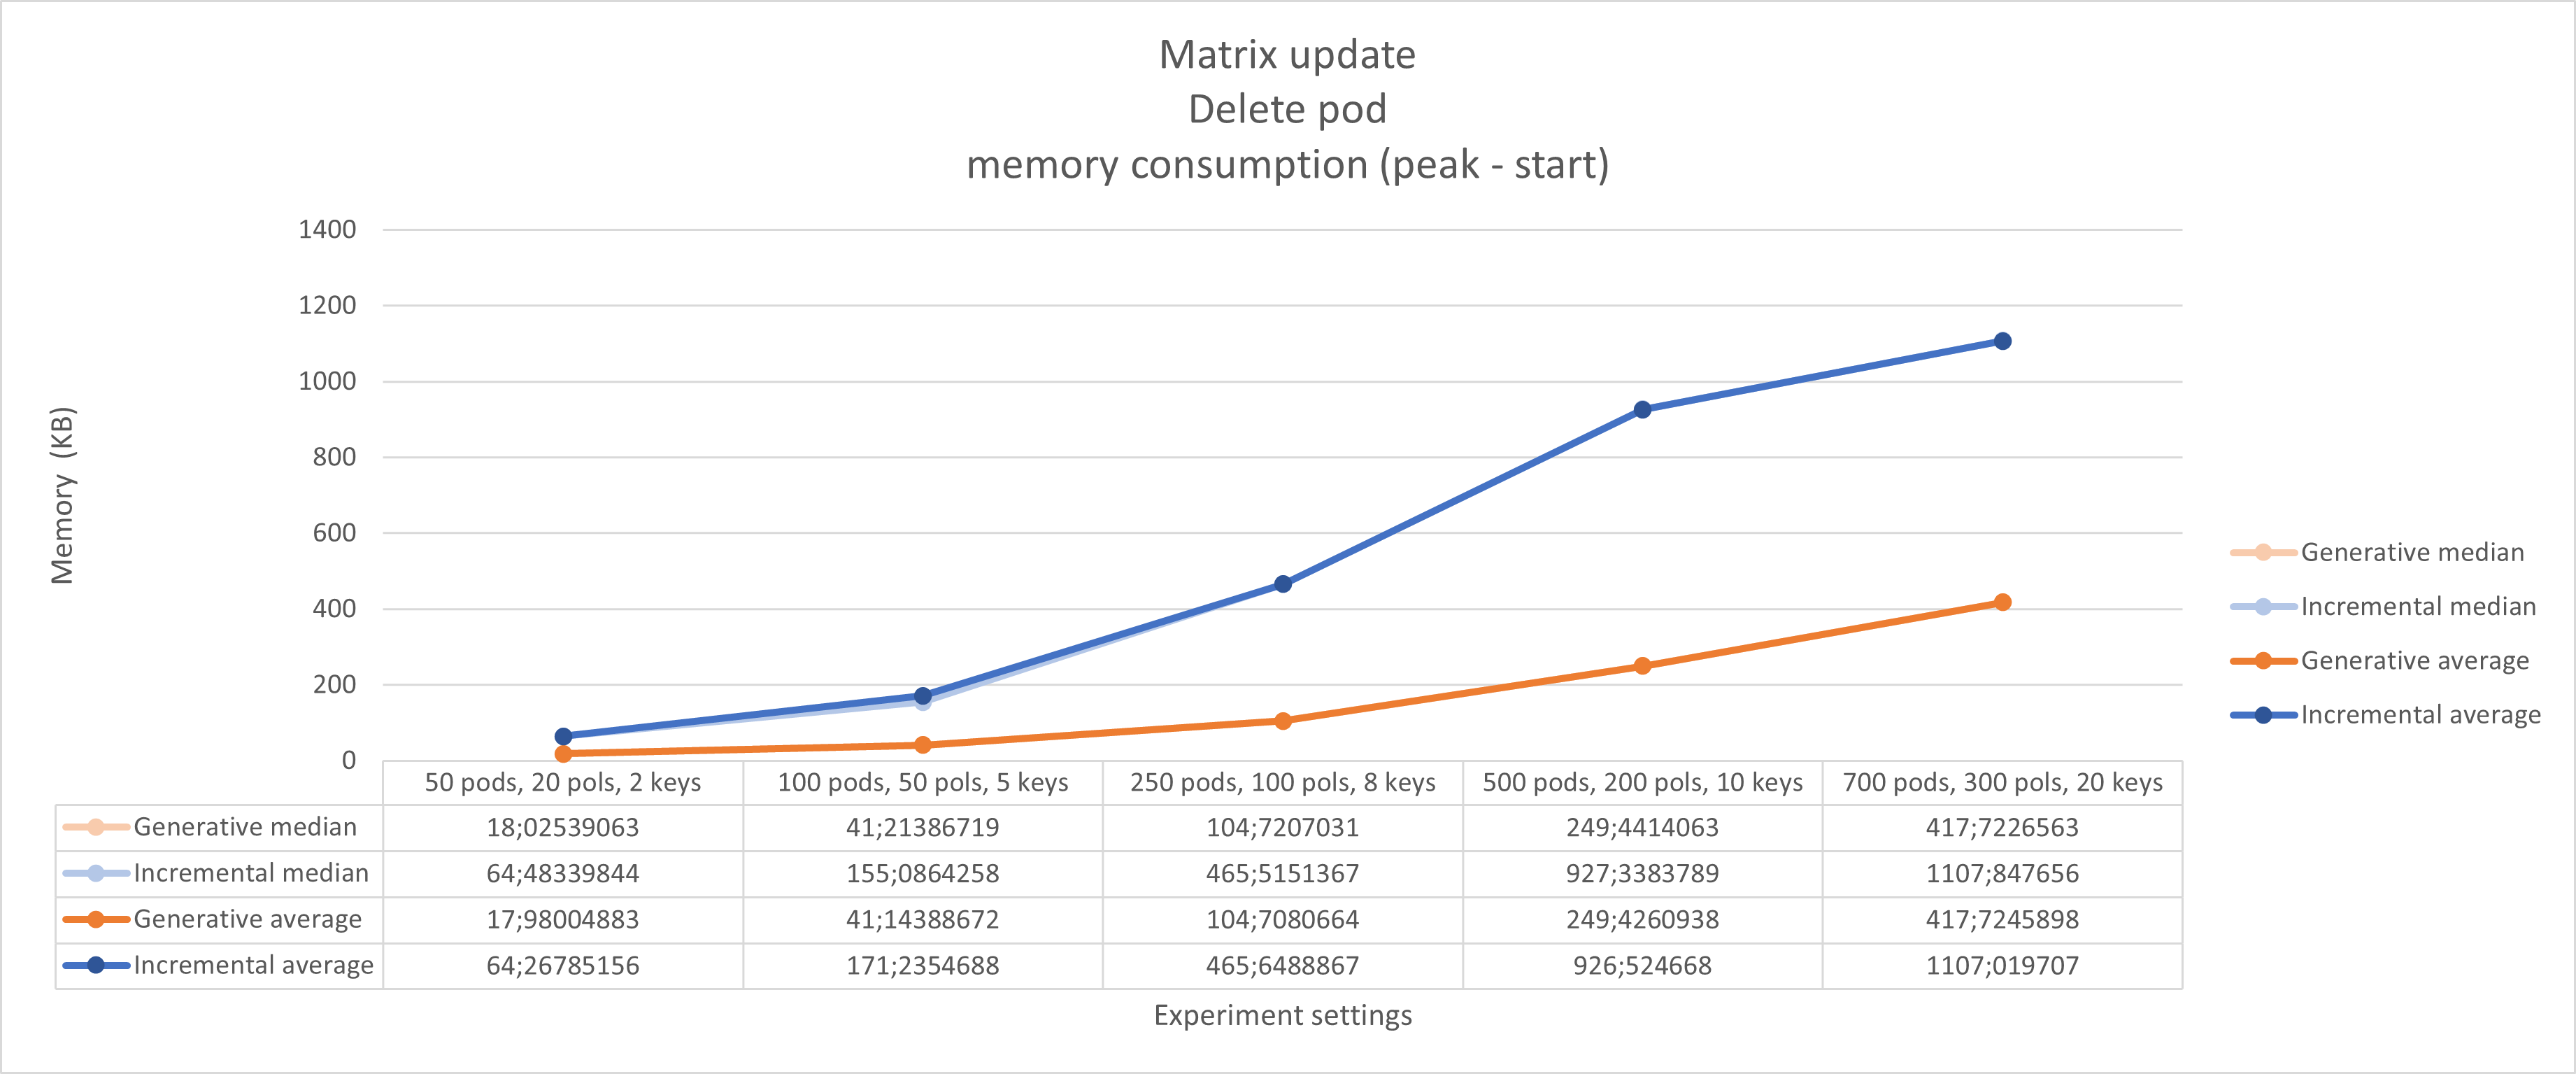 Matrix update
Delete pod
memory consumption (peak - start)
1400
1200
1000
800
600
400
200
0
Memory (KB)
50 pods, 20 pols, 2 keys 100 pods, 50 pols, 5 keys 250 pods, 100 pols, 8 keys 500 pods, 200 pols, 10 keys 700 pods, 300 pols, 20 keys
Generative median 18;02539063 41;21386719 104;7207031 249;4414063 417;7226563
Incremental median 64;48339844 155;0864258 465;5151367 927;3383789 1107;847656
Generative average 17;98004883 41;14388672 104;7080664 249;4260938 417;7245898
Incremental average 64;26785156 171;2354688 465;6488867 926;524668 1107;019707
Experiment settings
Generative median
Incremental median
Generative average
Incremental average